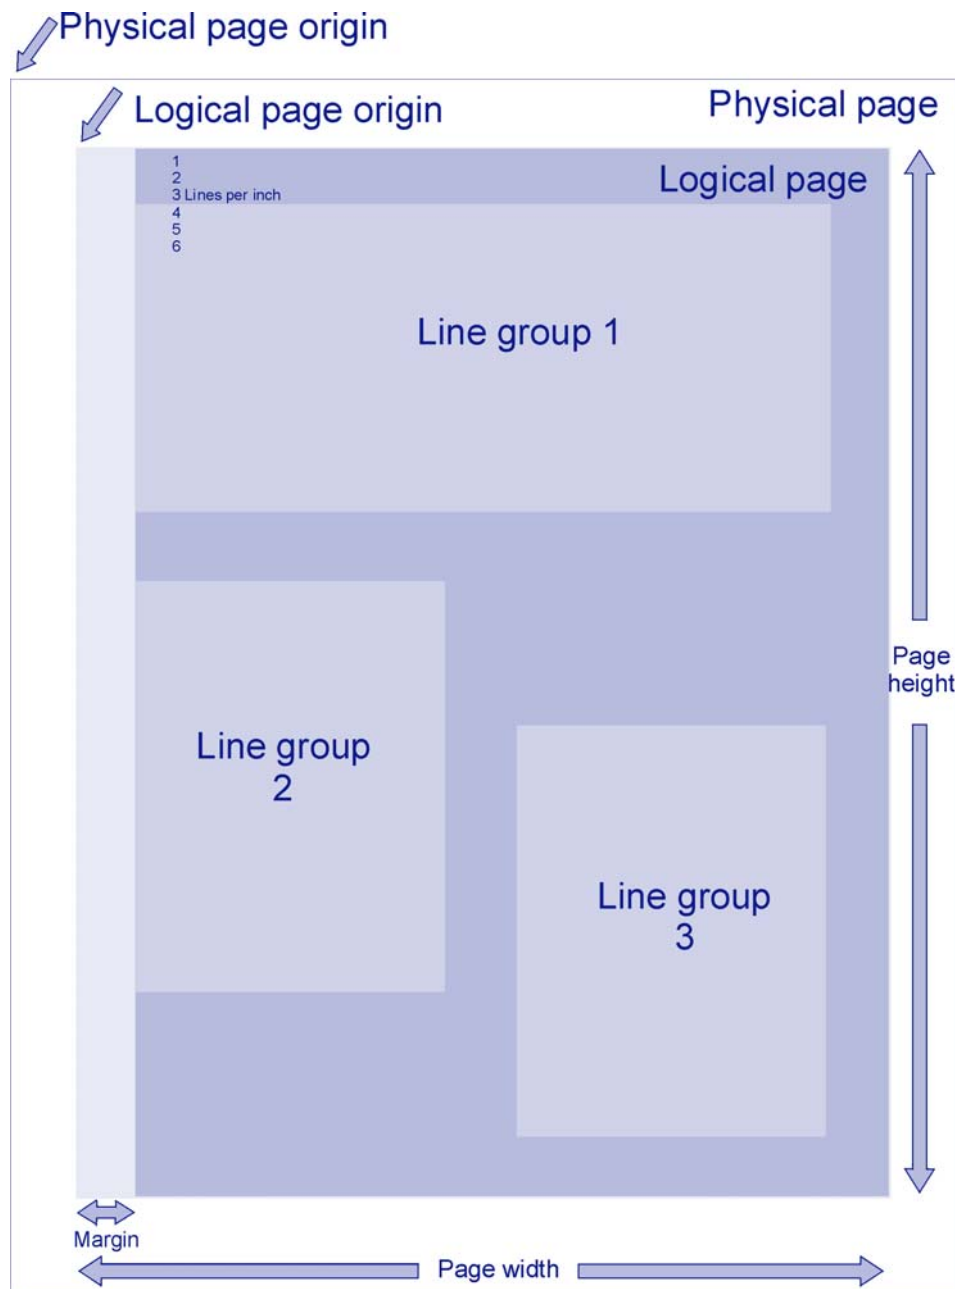 Physical page origin
Logical page origin
Physical page
1
2
3 Lines per inch
4
5
6
Logical page
Line group 1
Line group
2
Line group
3
Page
height
Margin
Page width